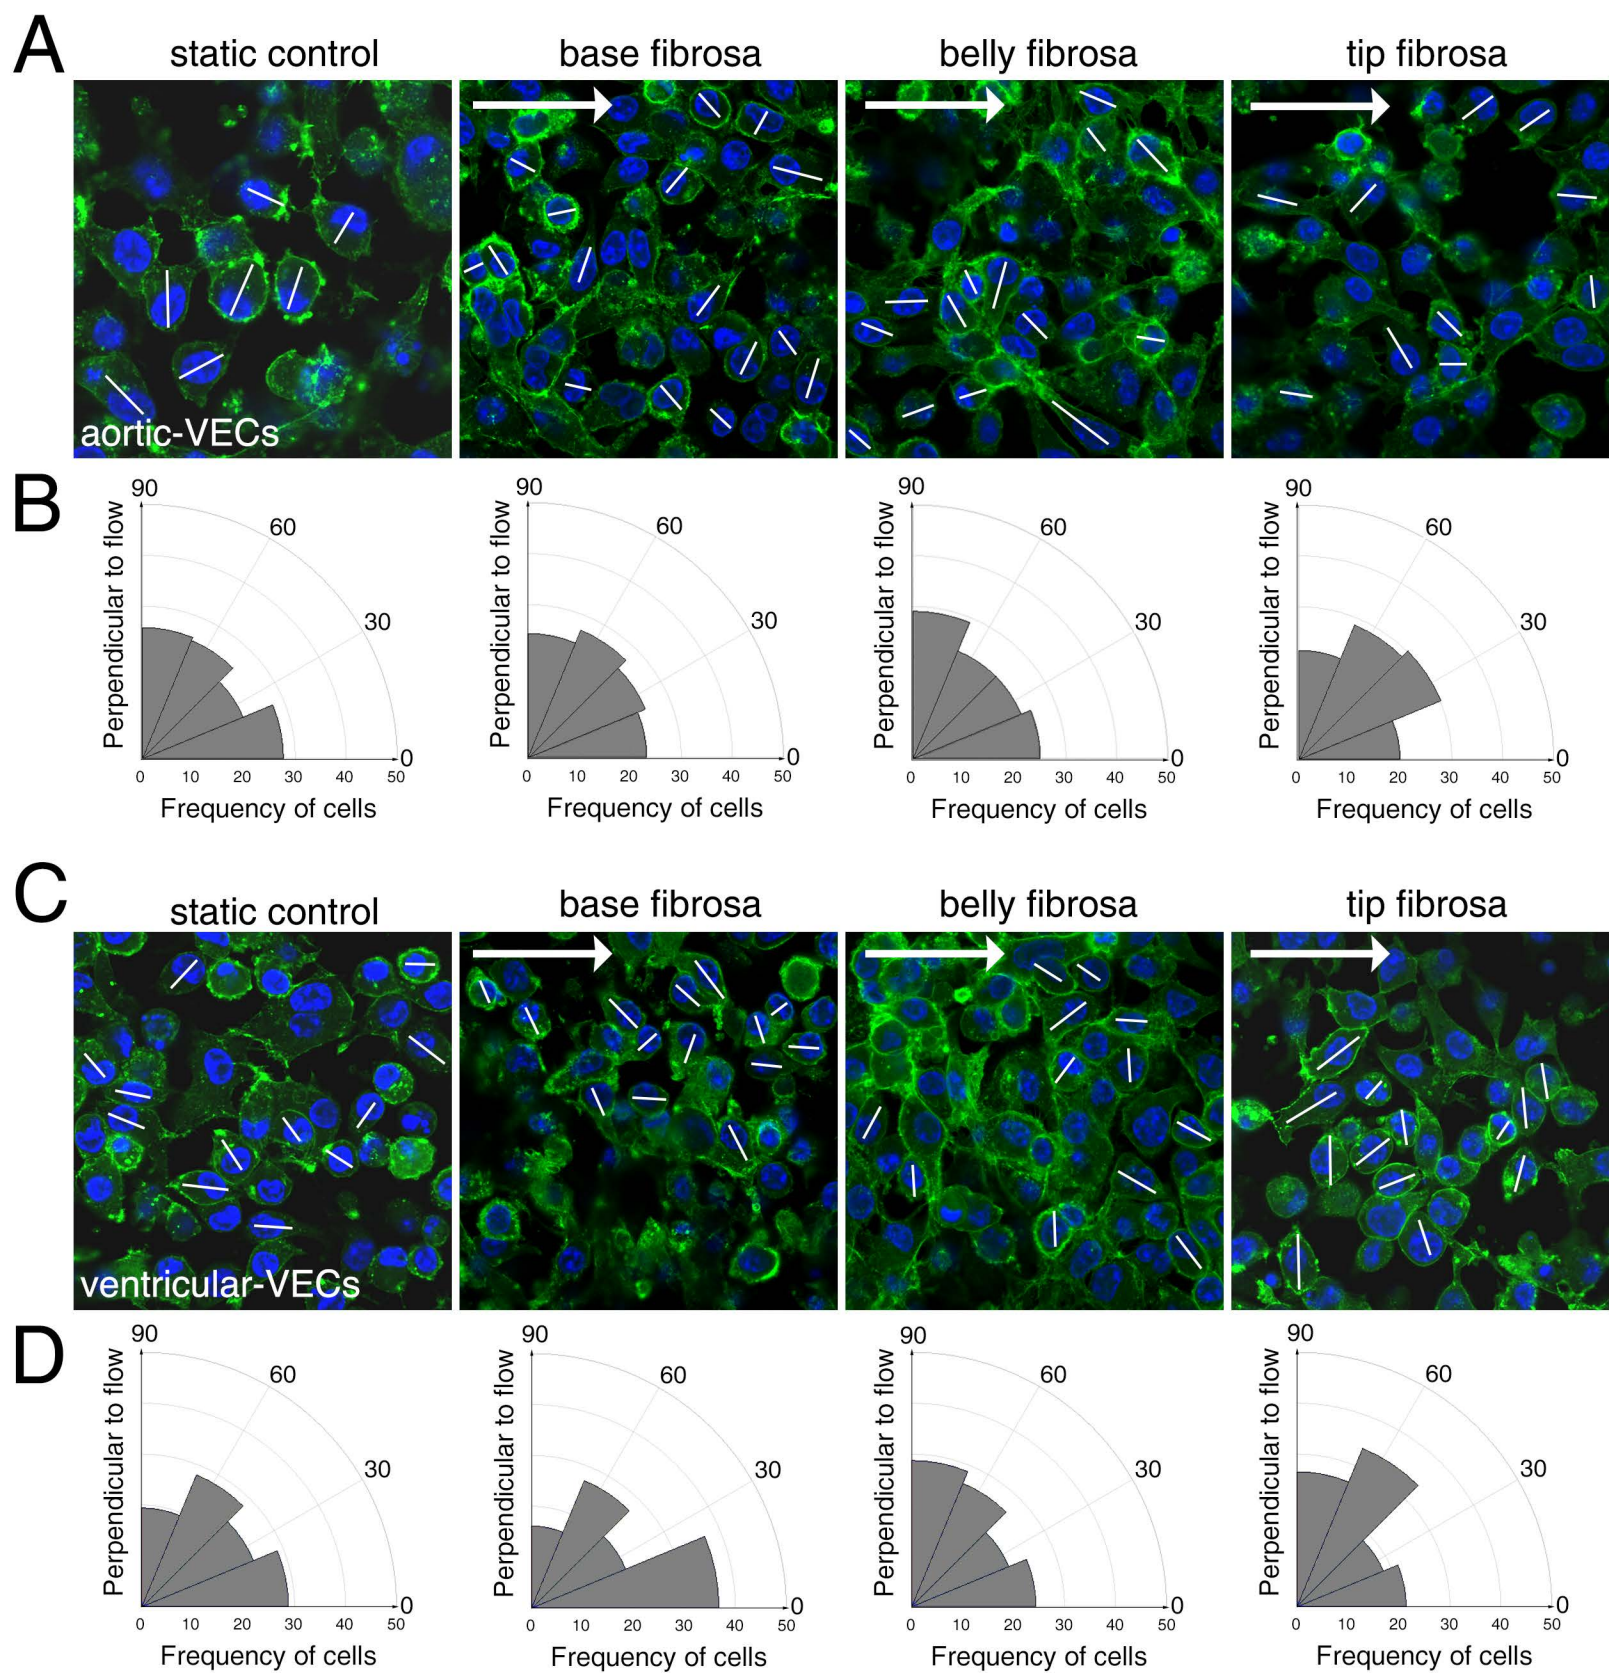 A
static control
base fibrosa
belly fibrosa
tip fibrosa
aortic-VECs
B
90
60
30
0
Perpendicular to flow
0 10 20 30 40 50
Frequency of cells
90
60
30
0
Perpendicular to flow
0 10 20 30 40 50
Frequency of cells
90
60
30
0
Perpendicular to flow
0 10 20 30 40 50
Frequency of cells
90
60
30
0
Perpendicular to flow
0 10 20 30 40 50
Frequency of cells
C
static control
base fibrosa
belly fibrosa
tip fibrosa
ventricular-VECs
D
90
60
30
0
Perpendicular to flow
0 10 20 30 40 50
Frequency of cells
90
60
30
0
Perpendicular to flow
0 10 20 30 40 50
Frequency of cells
90
60
30
0
Perpendicular to flow
0 10 20 30 40 50
Frequency of cells
90
60
30
0
Perpendicular to flow
0 10 20 30 40 50
Frequency of cells